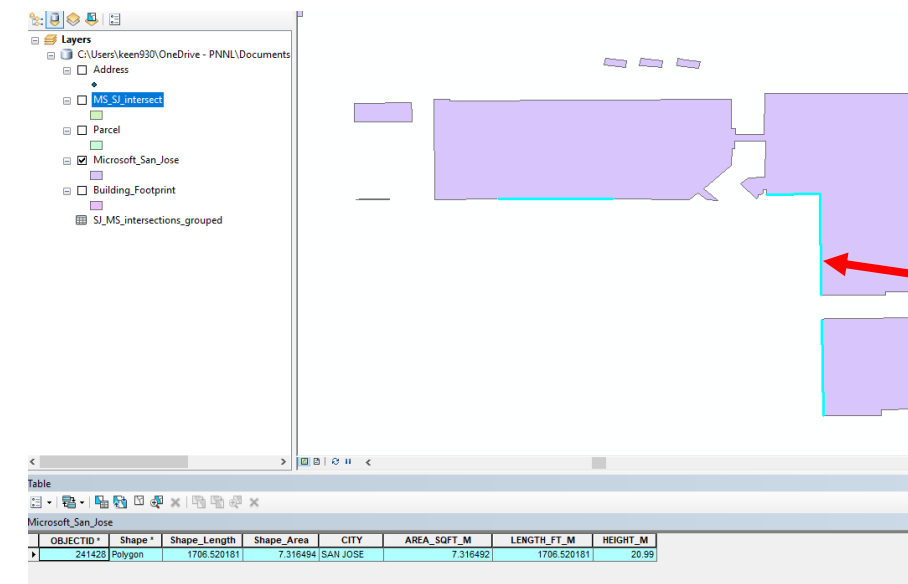 Layers
C:\Users\keen930\OneDrive - PNNL\Documents
Address
MS_SJ_intersect
Parcel
Microsoft_San_Jose
Building_Footprint
SJ_MS_intersections_grouped
Table
Microsoft_San_Jose
OBJECTID * Shape * Shape_Length Shape_Area CITY AREA_SQFT_M LENGTH_FT_M HEIGHT_M
241428 Polygon 1706.520181 7.316494 SAN JOSE 7.316492 1706.520181 20.99